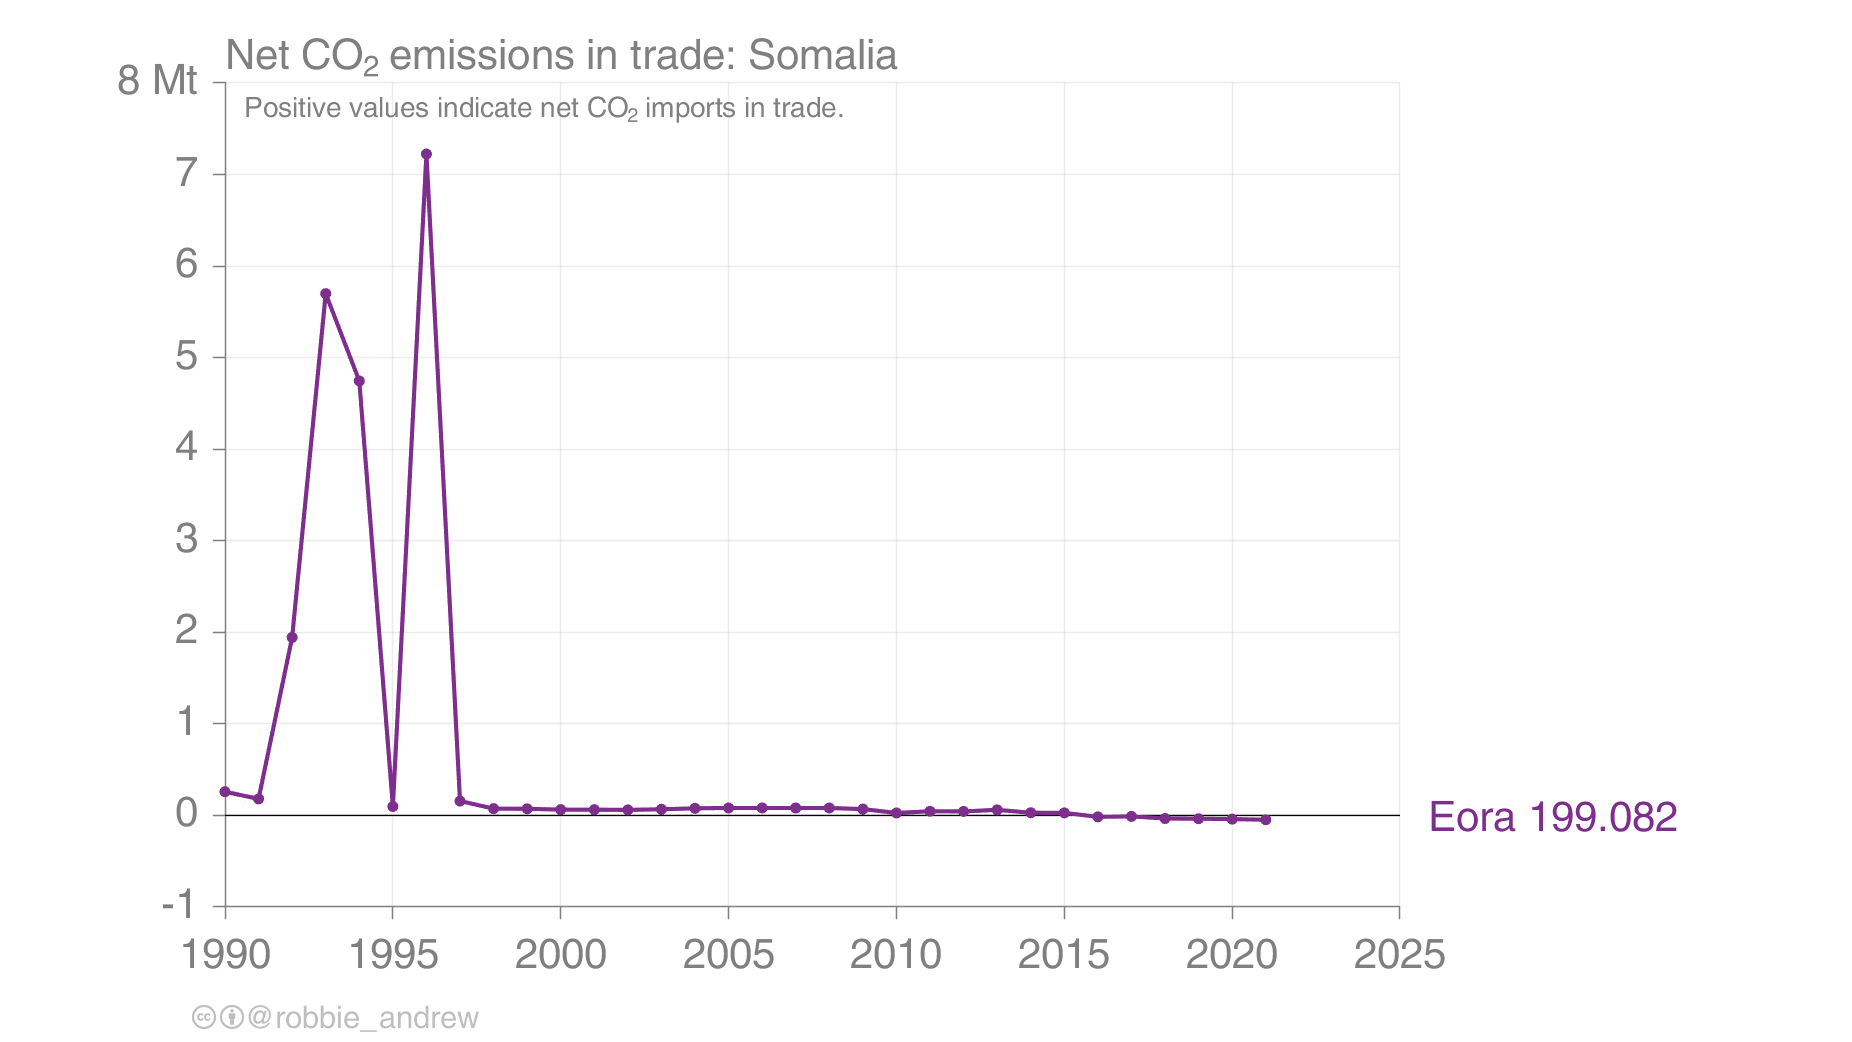 Net CO₂ emissions in trade: Somalia
8 Mt
Positive values indicate net CO₂ imports in trade.
7
6
5
4
3
2
1
0
Eora 199.082
-1
1990 1995 2000 2005 2010 2015 2020 2025
@robbie_andrew